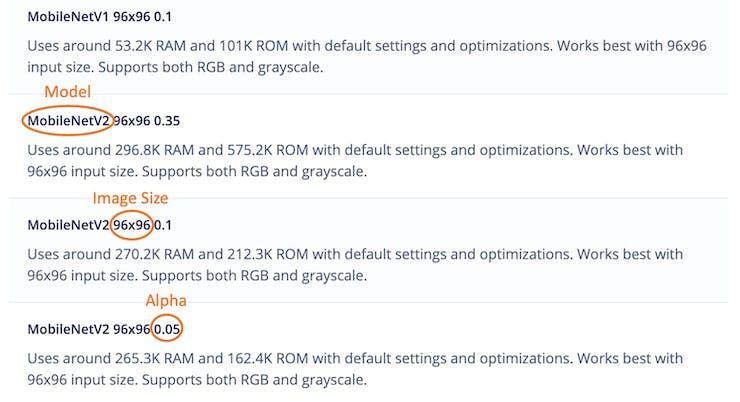 MobileNetV1 96x96 0.1
Uses around 53.2K RAM and 101K ROM with default settings and optimizations. Works best with 96x96
input size. Supports both RGB and grayscale.
Model
MobileNetV2 96x96 0.35
Uses around 296.8K RAM and 575.2K ROM with default settings and optimizations. Works best with
96x96 input size. Supports both RGB and grayscale.
Image Size
MobileNetV2 96x96 0.1
Uses around 270.2K RAM and 212.3K ROM with default settings and optimizations. Works best with
96x96 input size. Supports both RGB and grayscale.
Alpha
MobileNetV2 96x96 0.05
Uses around 265.3K RAM and 162.4K ROM with default settings and optimizations. Works best with
96x96 input size. Supports both RGB and grayscale.